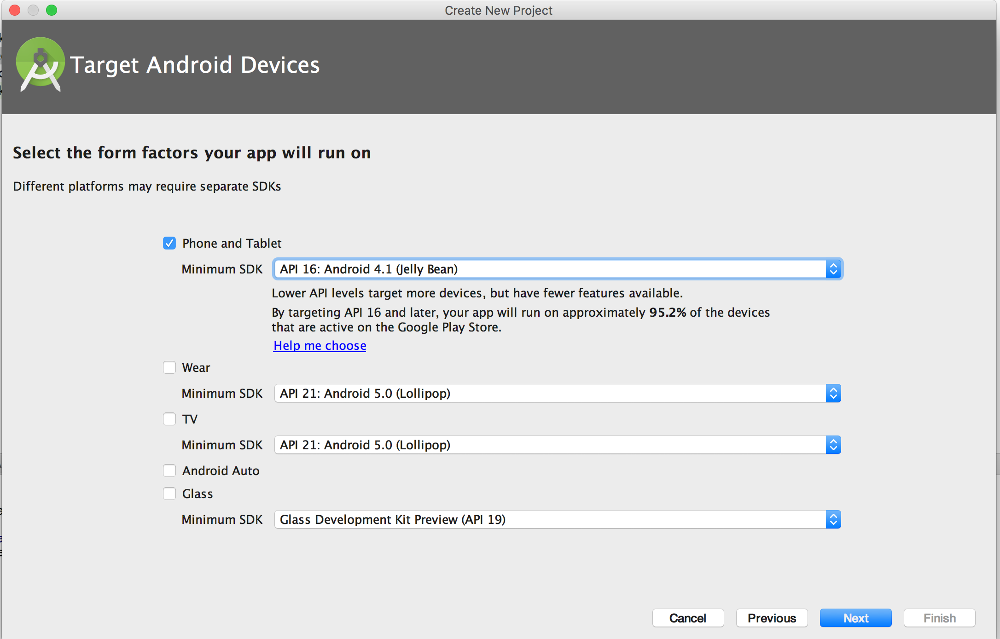 Create New Project
Target Android Devices
Select the form factors your app will run on
Different platforms may require separate SDKs
Phone and Tablet
Minimum SDK API 16: Android 4.1 (Jelly Bean)
Lower API levels target more devices, but have fewer features available.
By targeting API 16 and later, your app will run on approximately 95.2% of the devices
that are active on the Google Play Store.
Help me choose
Wear
Minimum SDK API 21: Android 5.0 (Lollipop)
TV
Minimum SDK API 21: Android 5.0 (Lollipop)
Android Auto
Glass
Minimum SDK Glass Development Kit Preview (API 19)
Cancel Previous Next Finish